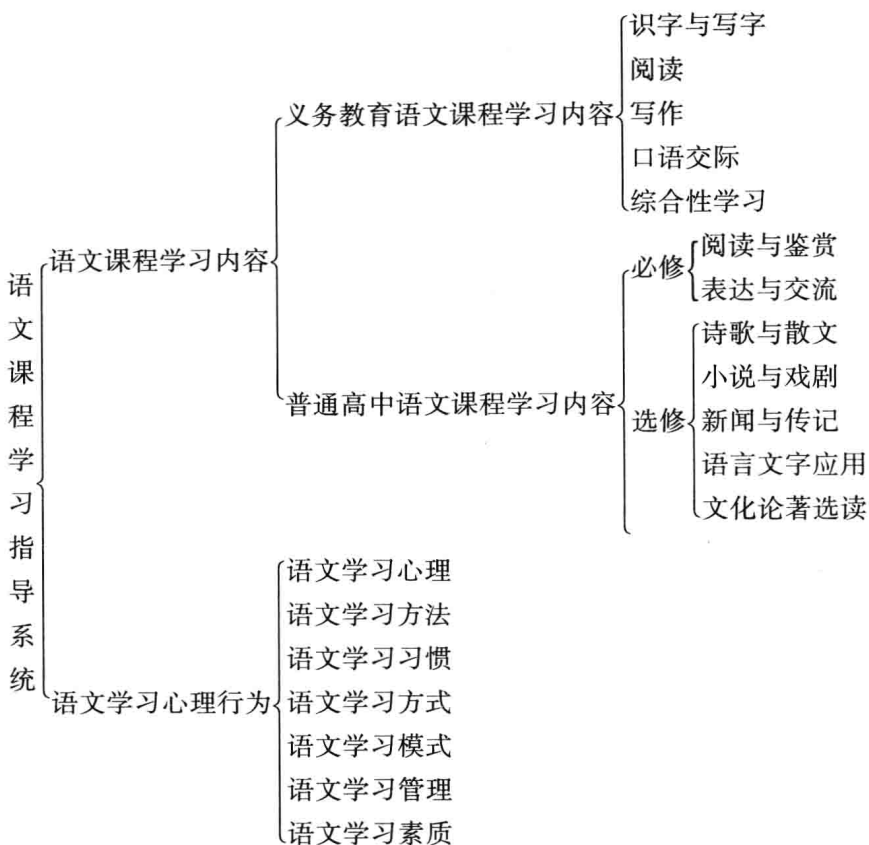 语文课程学习指导系统
语文课程学习内容
义务教育语文课程学习内容
识字与写字
阅读
写作
口语交际
综合性学习
普通高中语文课程学习内容
必修
阅读与鉴赏
表达与交流
选修
诗歌与散文
小说与戏剧
新闻与传记
语言文字应用
文化论著选读
语文学习心理行为
语文学习心理
语文学习方法
语文学习习惯
语文学习方式
语文学习模式
语文学习管理
语文学习素质